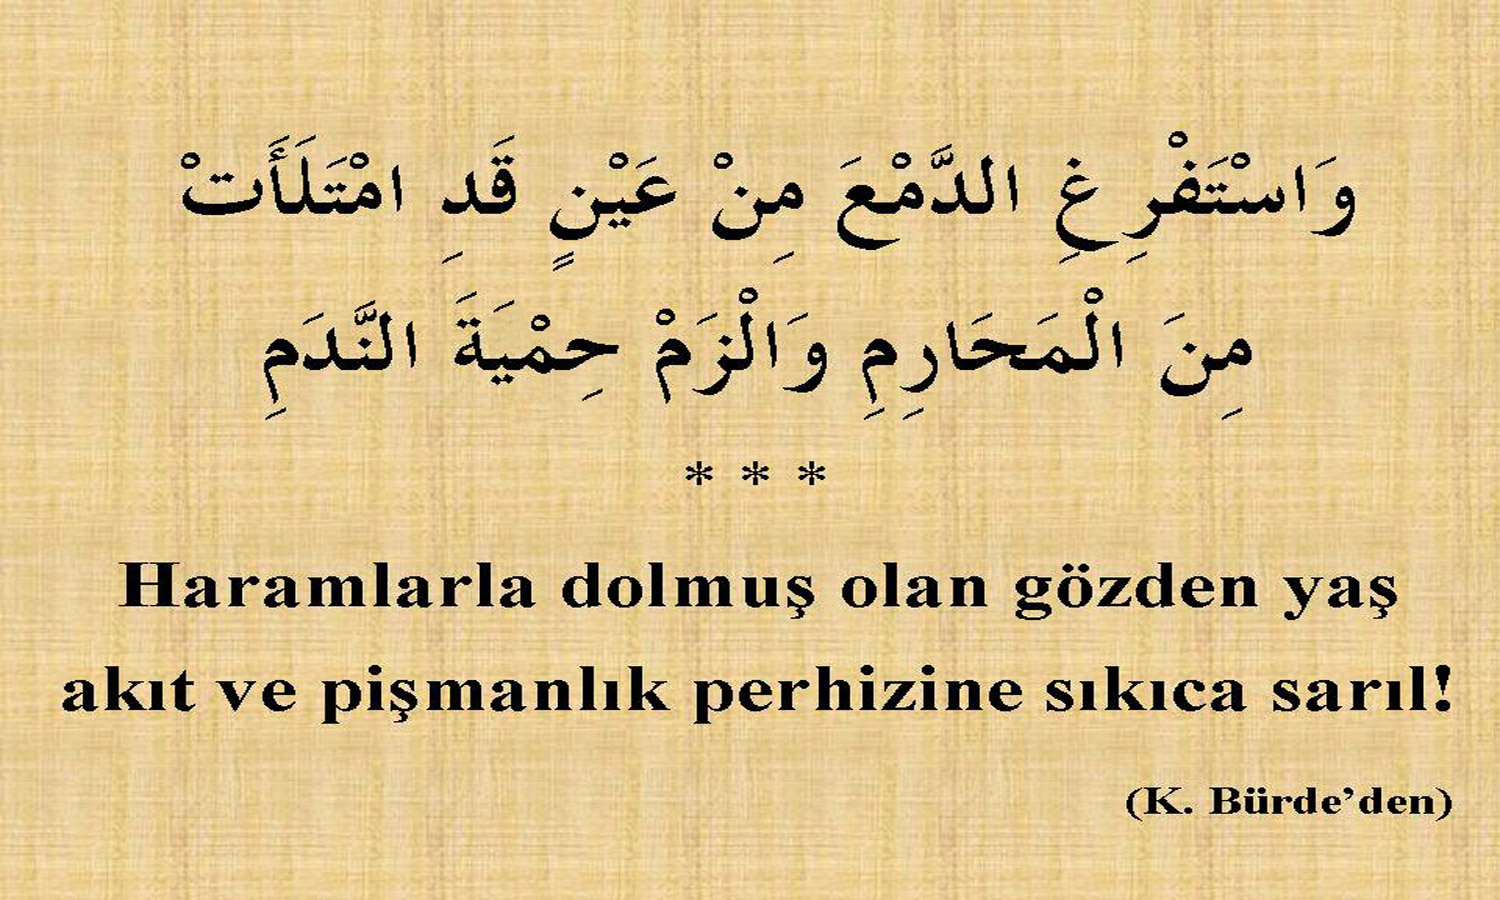 وَاسْتَفْرِغِ الدَّمْعَ مِنْ عَيْنٍ قَدِ امْتَلَأَتْ
مِنَ الْمَحَارِمِ وَالْزَمْ حِمْيَةَ النَّدَمِ
* * *
Haramlarla dolmuş olan gözden yaş
akıt ve pişmanlık perhizine sıkıca sarıl!
(K. Bürde’den)